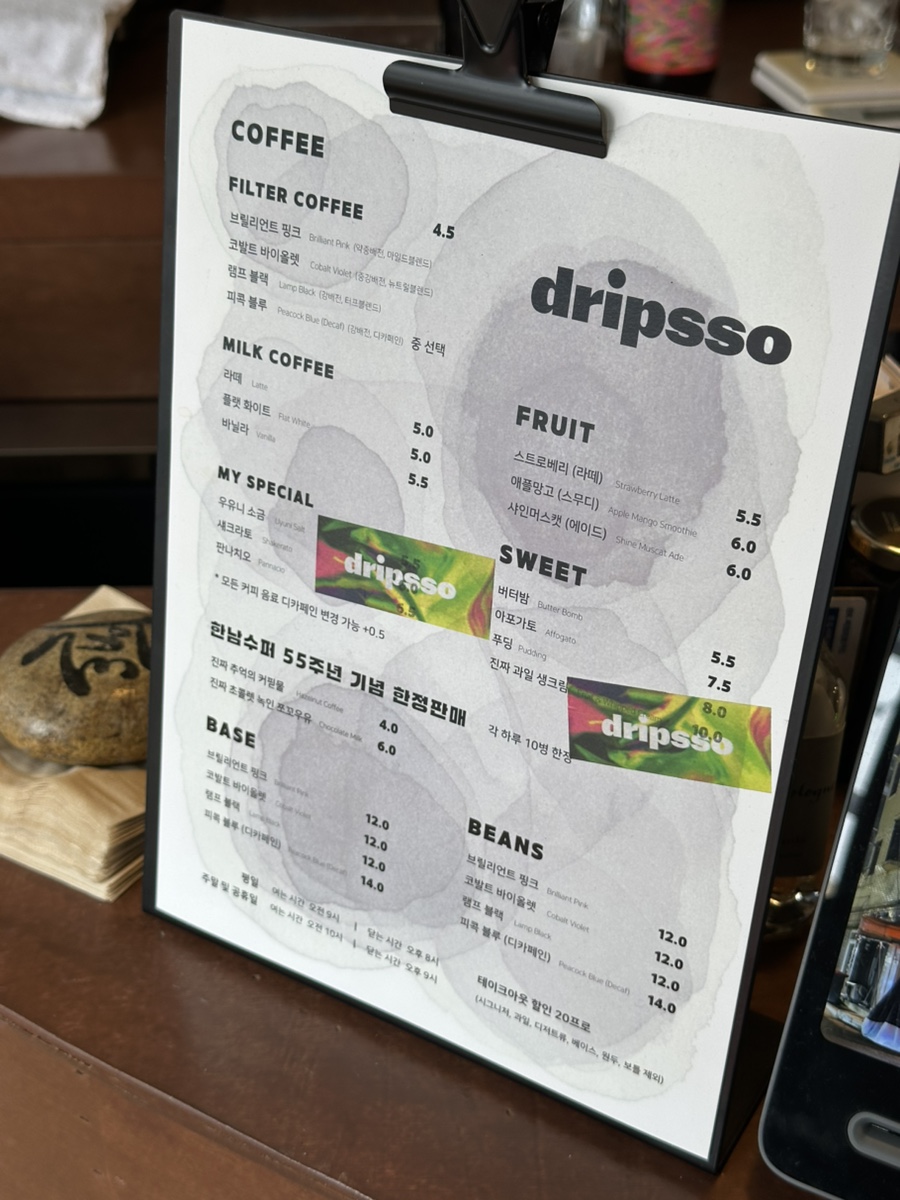 COFFEE
FILTER COFFEE 4.5
브릴리언트 핑크 Brilliant Pink (약중배전, 마일드블렌드)
코발트 바이올렛 Cobalt Violet (중강배전, 뉴트럴블렌드)
램프 블랙 Lamp Black (강배전, 터크블렌드)
피콕 블루 Peacock Blue (Decaf) (강배전, 디카페인) 중 선택
MILK COFFEE
라떼 Latte 5.0
플랫 화이트 Flat White 5.0
바닐라 Vanilla 5.5
MY SPECIAL
우유니 소금 Uyuni Salt
섀크라토 Shakerato
판나치오 Pannacio
dripsso
* 모든 커피 음료 디카페인 변경 가능 +0.5
한남수퍼 55주년 기념 한정판매
진짜 추억의 커핀물 Hazelnut Coffee 4.0
진짜 초콜렛 녹인 포꼬우유 Chocolate Milk 6.0
BASE
브릴리언트 핑크 Brilliant Pink 12.0
코발트 바이올렛 Cobalt Violet 12.0
램프 블랙 Lamp Black 12.0
피콕 블루 (디카페인) Peacock Blue (Decaf) 14.0
평일 여는 시간 오전 9시 | 닫는 시간 오후 8시
주말 및 공휴일 여는 시간 오전 10시 | 닫는 시간 오후 9시
dripsso
FRUIT
스트로베리 (라떼) Strawberry Latte 5.5
애플망고 (스무디) Apple Mango Smoothie 6.0
샤인머스캣 (에이드) Shine Muscat Ade 6.0
SWEET
버터밤 Butter Bomb 5.5
아포가토 Affogato 7.5
푸딩 Pudding 8.0
진짜 과일 생크림 10.0
dripsso
각 하루 10병 한정
BEANS
브릴리언트 핑크 Brilliant Pink 12.0
코발트 바이올렛 Cobalt Violet 12.0
램프 블랙 Lamp Black 12.0
피콕 블루 (디카페인) Peacock Blue (Decaf) 14.0
테이크아웃 할인 20프로
(시그니처, 과일, 디저트류, 베이스, 원두, 보틀 제외)